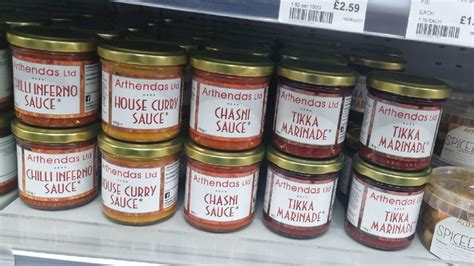 £2.59
EACH
£1
Arthendas Ltd
CHILLI INFERNO
SAUCE*
Arthendas Ltd
HOUSE CURRY
SAUCE*
Arthendas Ltd
CHASNI
SAUCE*
Arthendas Ltd
TIKKA
MARINADE*
Arthendas Ltd
TIKKA
MARINADE*
Arthendas Ltd
CHILLI INFERNO
SAUCE*
Arthendas Ltd
HOUSE CURRY
SAUCE*
Arthendas Ltd
CHASNI
SAUCE*
Arthendas Ltd
TIKKA
MARINADE*
Arthendas Ltd
TIKKA
MARINADE*
SPICED